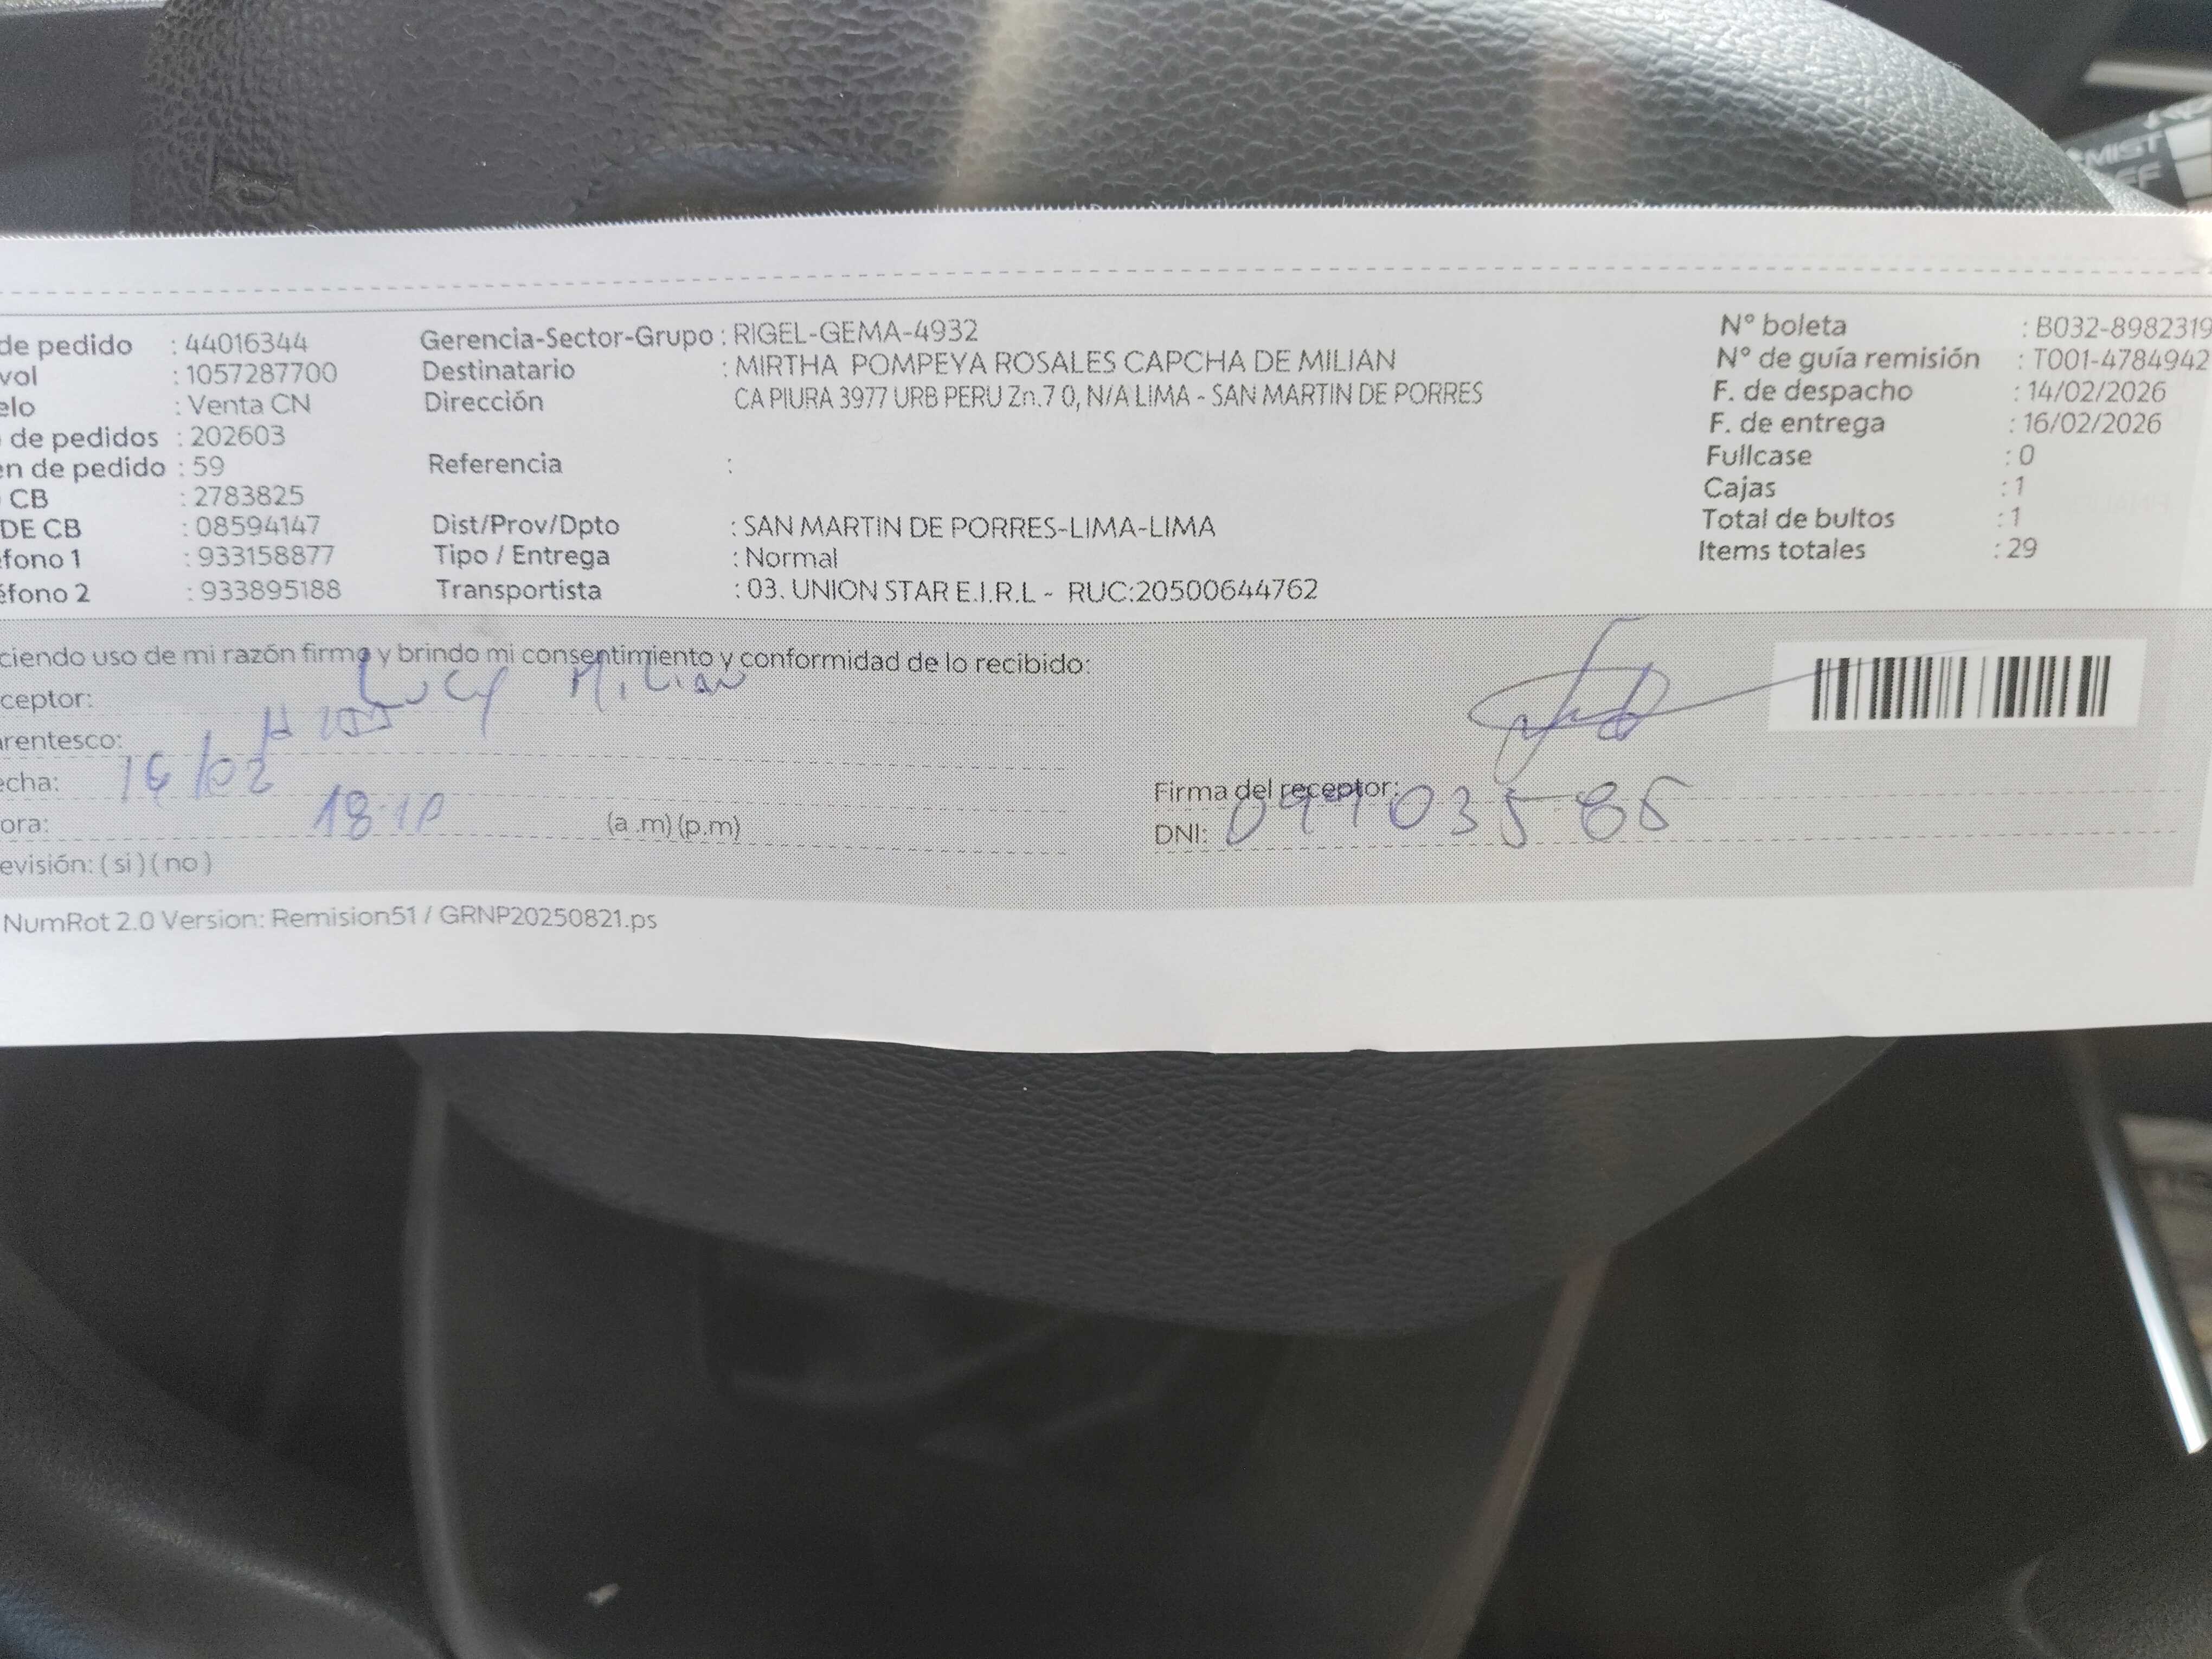 de pedido : 44016344
vol : 1057287700
elo : Venta CN
de pedidos : 202603
en de pedido : 59
CB : 2783825
DE CB : 08594147
éfono 1 : 933158877
éfono 2 : 933895188
Gerencia-Sector-Grupo : RIGEL-GEMA-4932
Destinatario : MIRTHA POMPEYA ROSALES CAPCHA DE MILIAN
Dirección CA PIURA 3977 URB PERU Zn.7 0, N/A LIMA - SAN MARTIN DE PORRES
Referencia :
Dist/Prov/Dpto : SAN MARTIN DE PORRES-LIMA-LIMA
Tipo / Entrega : Normal
Transportista : 03. UNION STAR E.I.R.L - RUC:20500644762
N° boleta : B032-8982319
N° de guía remisión : T001-4784942
F. de despacho : 14/02/2026
F. de entrega : 16/02/2026
Fullcase : 0
Cajas : 1
Total de bultos : 1
Items totales : 29
ciendo uso de mi razón firmo y brindo mi consentimiento y conformidad de lo recibido:
ceptor: Lucy Milian
arentesco:
echa: 16/02
ora: 18:10 (a .m) (p.m)
evisión: ( si ) ( no )
Firma del receptor:
DNI:
NumRot 2.0 Version: Remision51 / GRNP20250821.ps
MIST